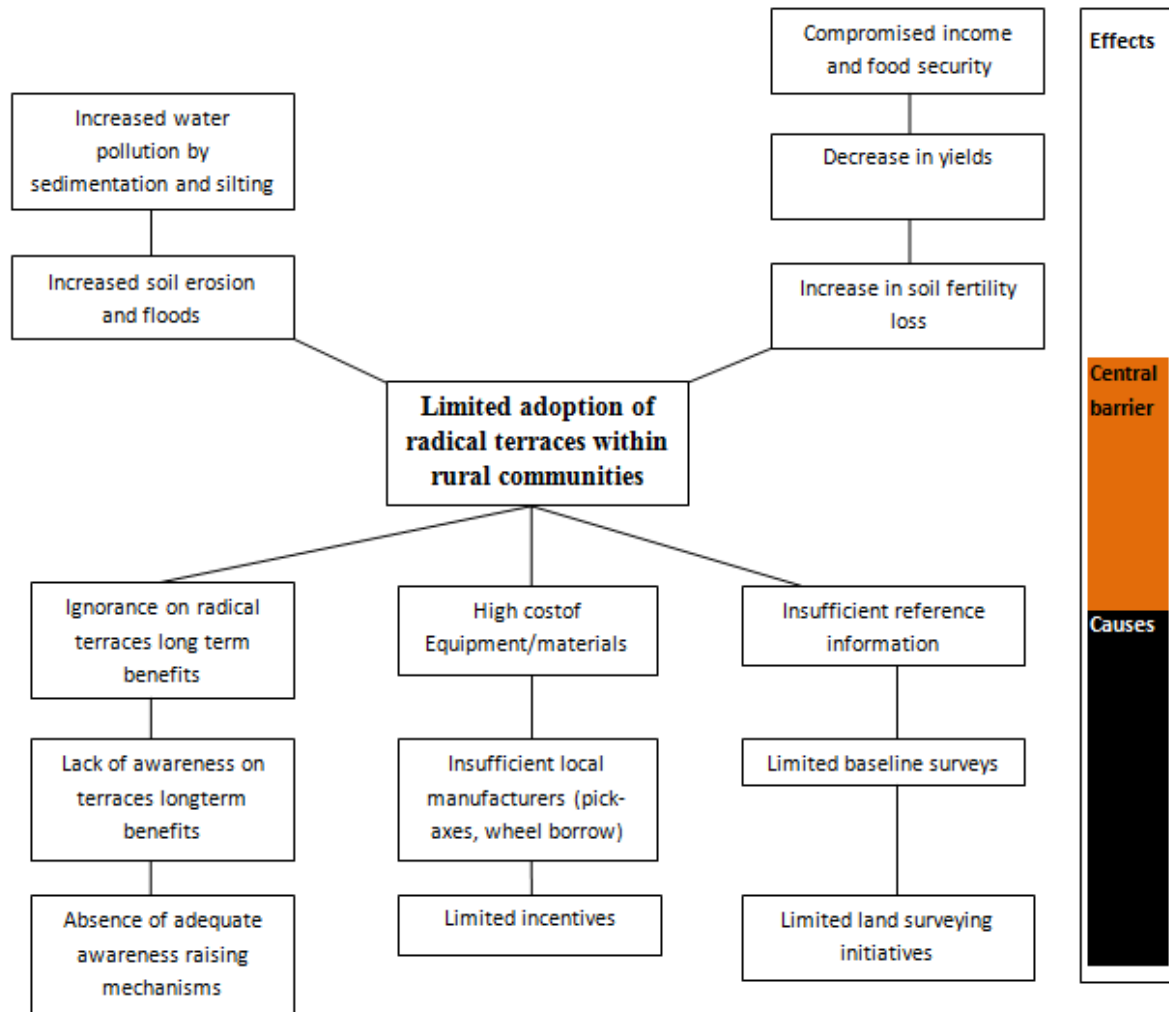 Compromised income
and food security
Effects
Increased water
pollution by
sedimentation and silting
Decrease in yields
Increased soil erosion
and floods
Increase in soil fertility
loss
Limited adoption of
radical terraces within
rural communities
Central
barrier
Ignorance on radical
terraces long term
benefits
High costof
Equipment/materials
Insufficient reference
information
Causes
Lack of awareness on
terraces longterm
benefits
Insufficient local
manufacturers (pick-
axes, wheel borrow)
Limited baseline surveys
Absence of adequate
awareness raising
mechanisms
Limited incentives
Limited land surveying
initiatives